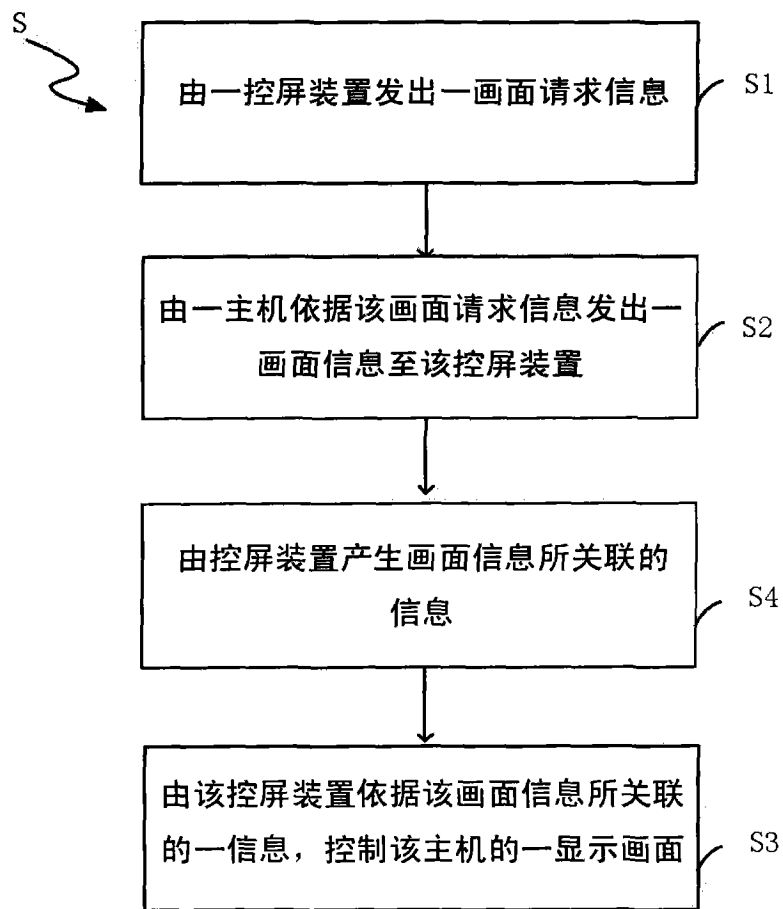 S
由一控屏装置发出一画面请求信息
S1
由一主机依据该画面请求信息发出一
画面信息至该控屏装置
S2
由控屏装置产生画面信息所关联的
信息
S4
由该控屏装置依据该画面信息所关联
的一信息，控制该主机的一显示画面
S3